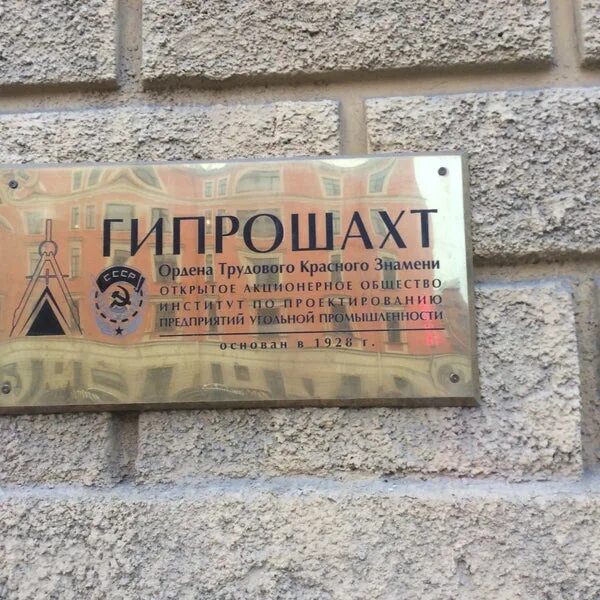 ГИПРОШАХТ
Ордена Трудового Красного Знамени
СССР
ОТКРЫТОЕ АКЦИОНЕРНОЕ ОБЩЕСТВО
ИНСТИТУТ ПО ПРОЕКТИРОВАНИЮ
ПРЕДПРИЯТИЙ УГОЛЬНОЙ ПРОМЫШЛЕННОСТИ
основан в 1928 г.